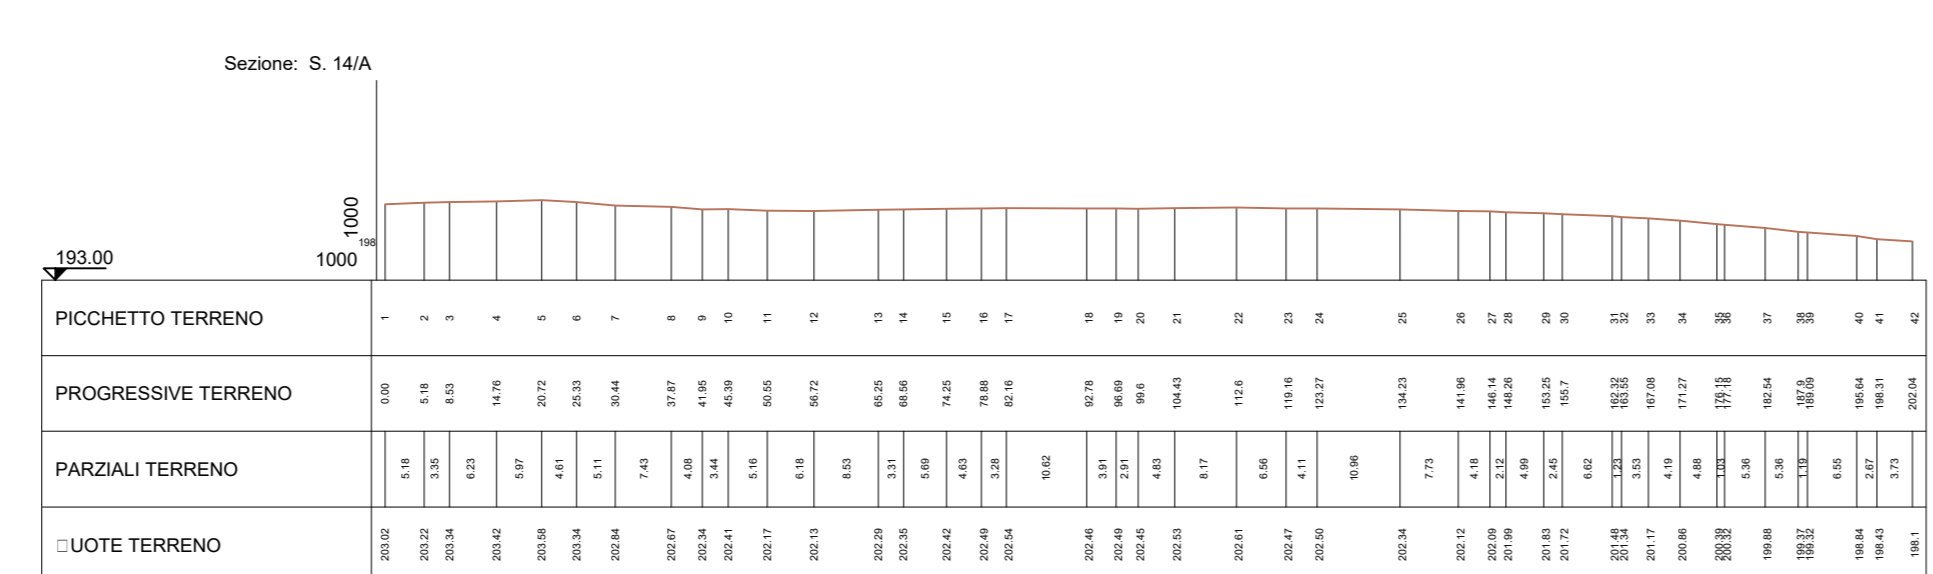 Sezione: S. 14/A
1000
198
193.00
1000
PICCHETTO TERRENO 1 2 3 4 5 6 7 8 9 10 11 12 13 14 15 16 17 18 19 20 21 22 23 24 25 26 27 28 29 30 31 32 33 34 35 36 37 38 39 40 41 42
PROGRESSIVE TERRENO 0.00 5.18 8.53 14.76 20.72 25.33 30.44 37.87 41.95 45.39 50.55 56.72 65.25 68.56 74.25 78.88 82.16 92.78 96.69 99.6 104.43 112.6 119.16 123.27 134.23 141.96 146.14 148.26 153.25 155.7 162.32 163.55 167.08 171.27 176.15 177.18 182.54 187.9 189.09 195.64 198.31 202.04
PARZIALI TERRENO 5.18 3.35 6.23 5.97 4.61 5.11 7.43 4.08 3.44 5.16 6.18 8.53 3.31 5.69 4.63 3.28 10.62 3.91 2.91 4.83 8.17 6.56 4.11 10.96 7.73 4.18 2.12 4.99 2.45 6.62 1.23 3.53 4.19 4.88 1.03 5.36 5.36 1.19 6.55 2.67 3.73
□UOTE TERRENO 203.02 203.22 203.34 203.42 203.58 203.34 202.84 202.67 202.34 202.41 202.17 202.13 202.29 202.35 202.42 202.49 202.54 202.46 202.49 202.45 202.53 202.61 202.47 202.50 202.34 202.12 202.09 201.99 201.83 201.72 201.48 201.34 201.17 200.86 200.39 200.32 199.88 199.37 199.32 198.84 198.43 198.1